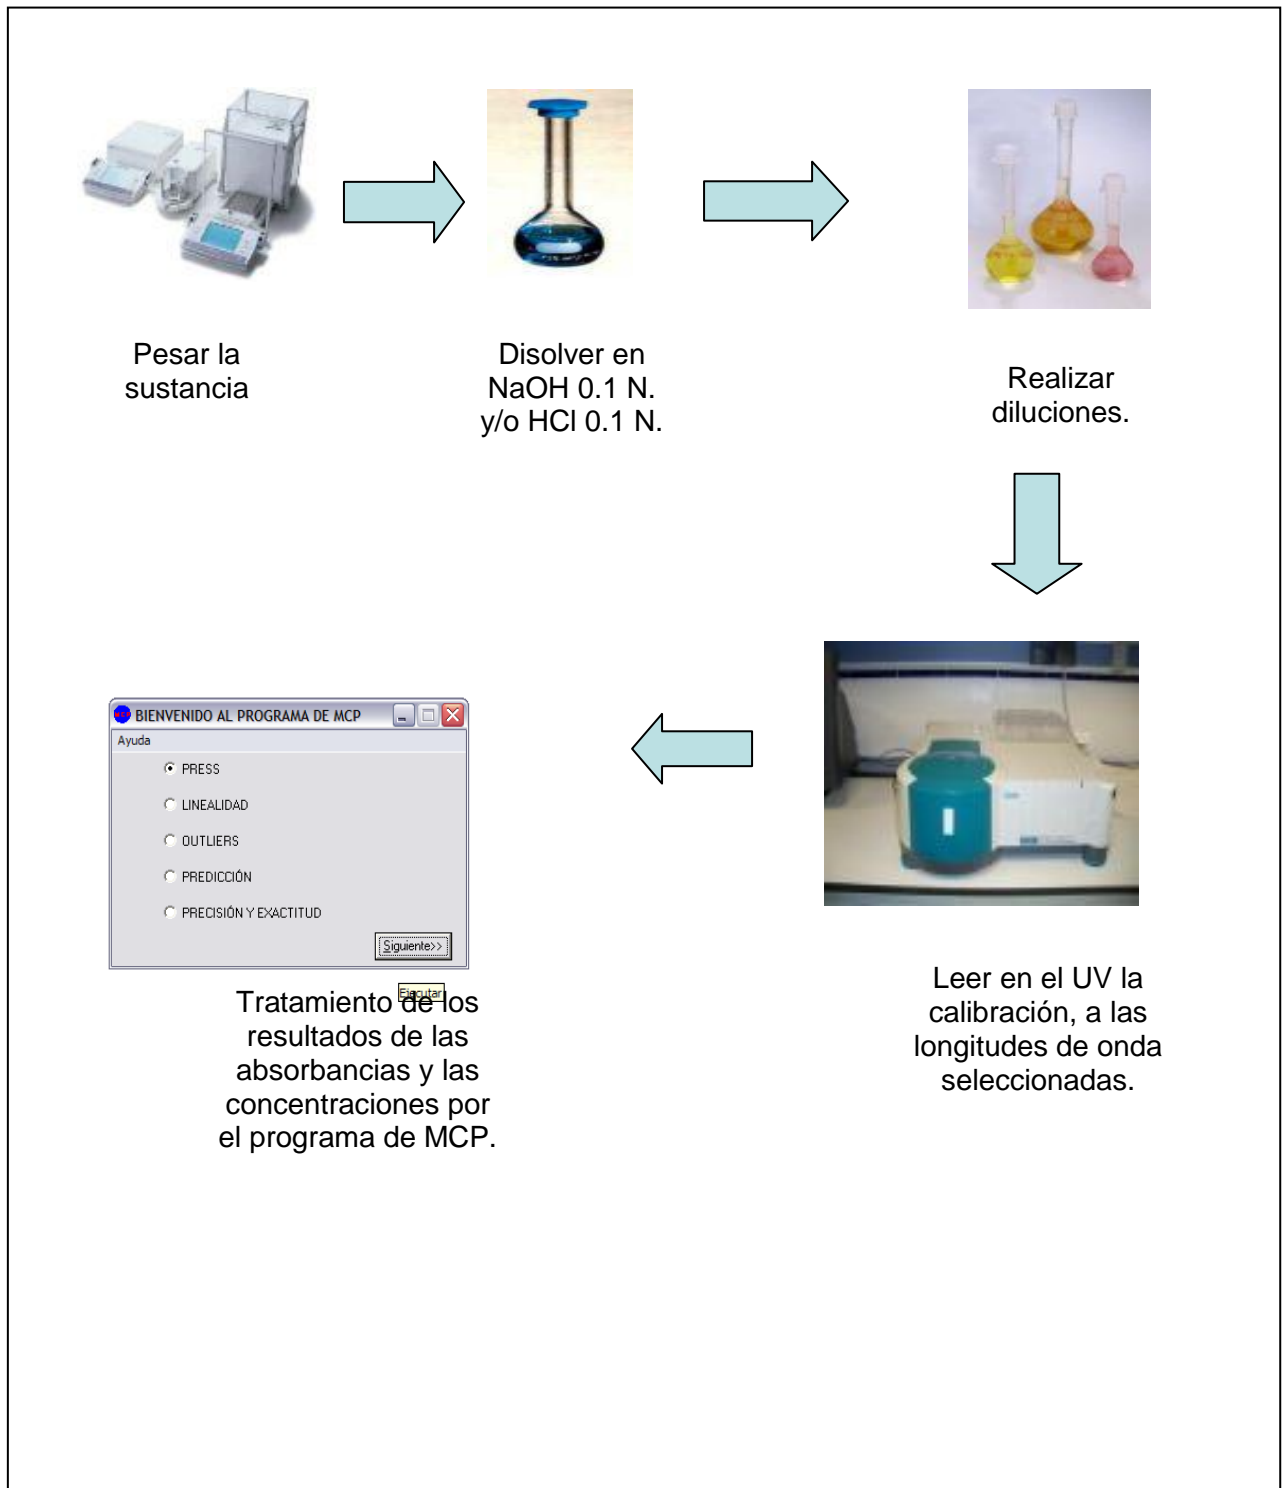 Pesar la
sustancia
Disolver en
NaOH 0.1 N.
y/o HCl 0.1 N.
Realizar
diluciones.
Leer en el UV la
calibración, a las
longitudes de onda
seleccionadas.
BIENVENIDO AL PROGRAMA DE MCP
Ayuda
PRESS
LINEALIDAD
OUTLIERS
PREDICCIÓN
PRECISIÓN Y EXACTITUD
Siguiente>>
Ejecutar
Tratamiento de los
resultados de las
absorbancias y las
concentraciones por
el programa de MCP.